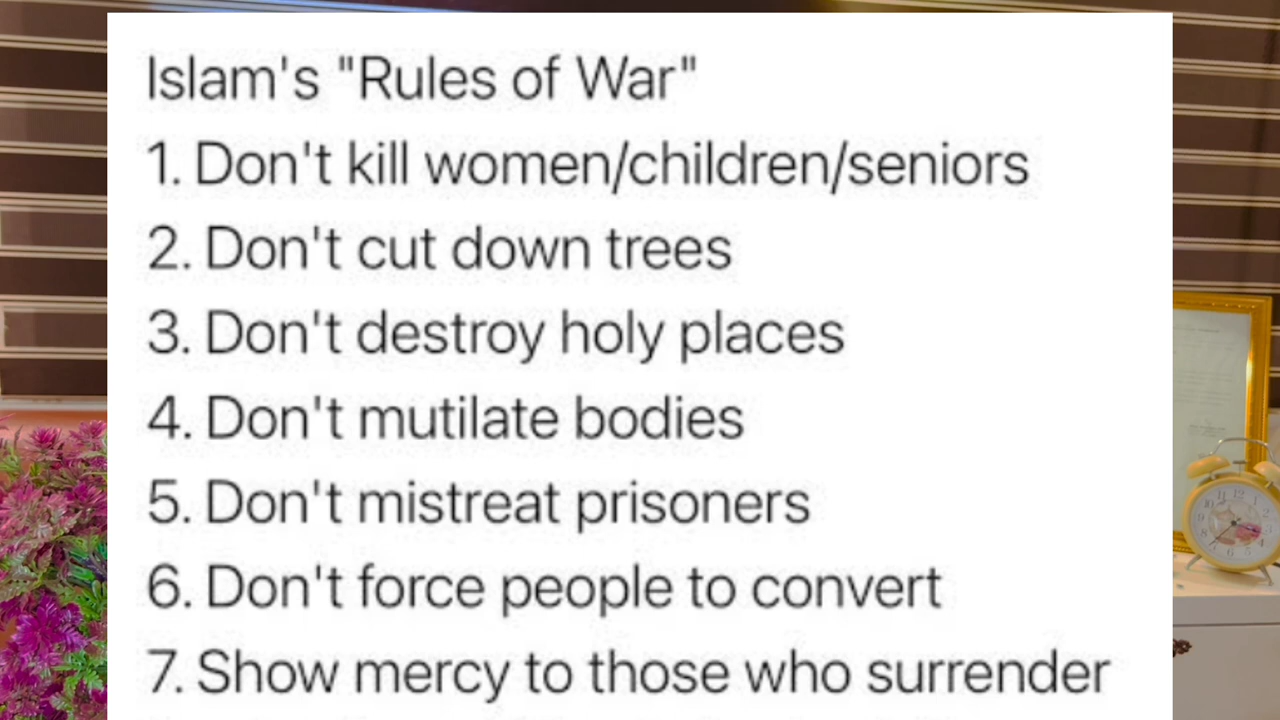 Islam's "Rules of War"
1. Don't kill women/children/seniors
2. Don't cut down trees
3. Don't destroy holy places
4. Don't mutilate bodies
5. Don't mistreat prisoners
6. Don't force people to convert
7. Show mercy to those who surrender